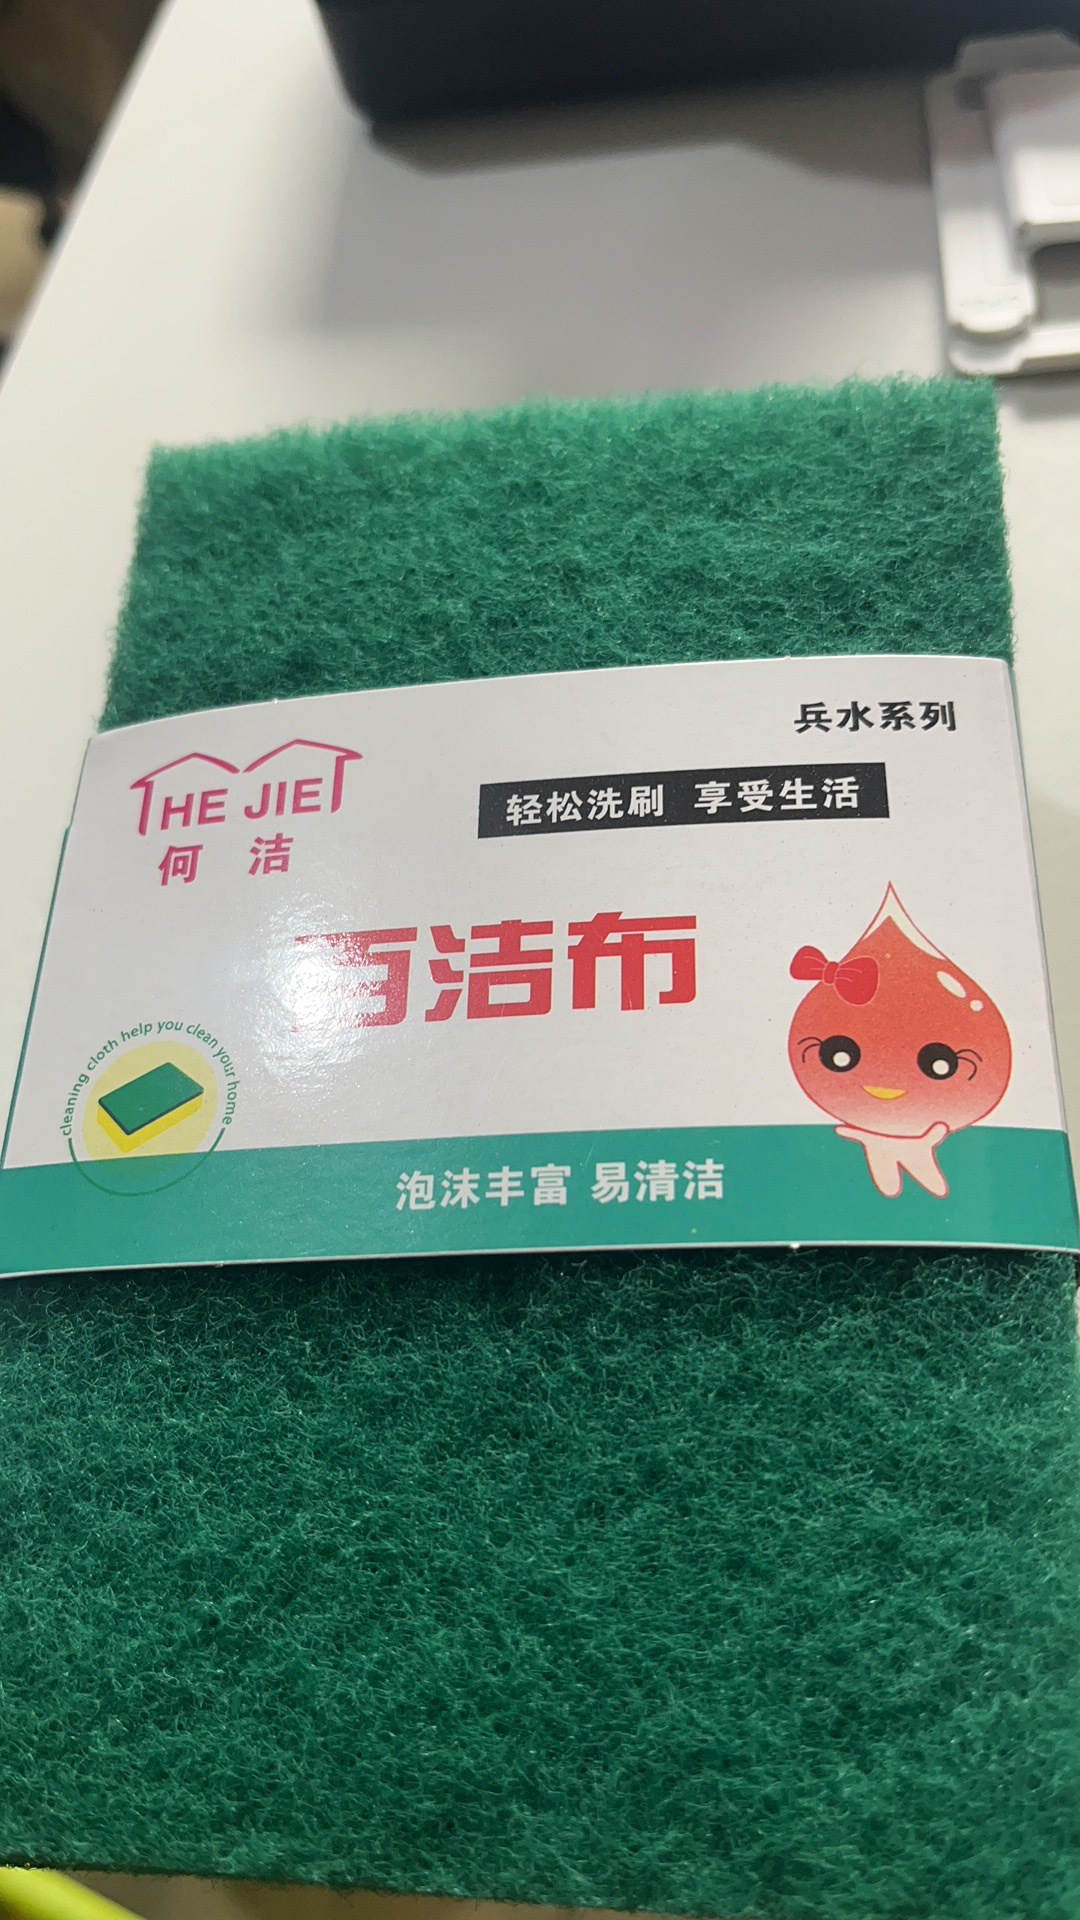 兵水系列
HE JIE
何 洁
轻松洗刷 享受生活
百洁布
cleaning cloth help you clean your home
泡沫丰富 易清洁